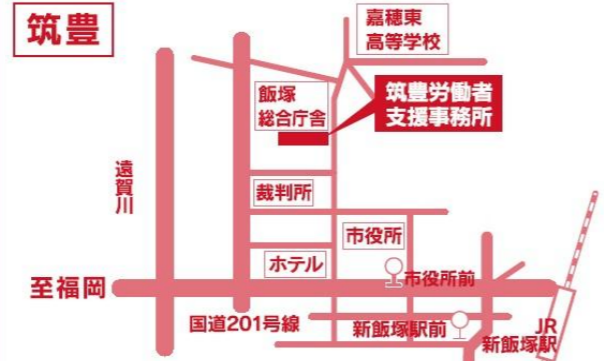 筑豊
嘉穂東
高等学校
飯塚
総合庁舎
筑豊労働者
支援事務所
遠賀川
裁判所
市役所
ホテル
市役所前
至福岡
国道201号線
新飯塚駅前
JR
新飯塚駅